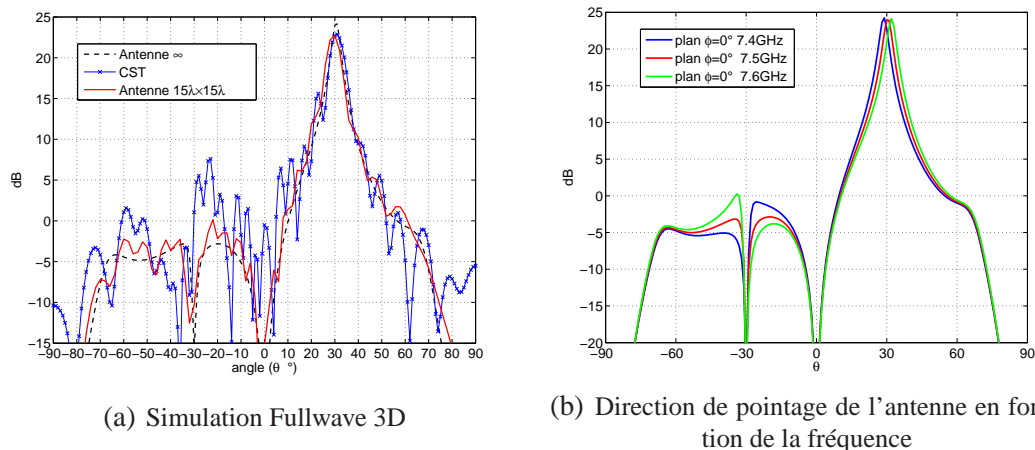 25
20
15
10
5
0
−5
−10
−15
dB
Antenne ∞
CST
Antenne 15λ×15λ
−90−80−70−60−50−40−30−20−10 0 10 20 30 40 50 60 70 80 90
angle (θ °)
(a) Simulation Fullwave 3D
25
20
15
10
5
0
−5
−10
−15
−20
dB
plan ϕ=0° 7.4GHz
plan ϕ=0° 7.5GHz
plan ϕ=0° 7.6GHz
−90 −60 −30 0 30 60 90
θ
(b) Direction de pointage de l’antenne en fon
tion de la fréquence